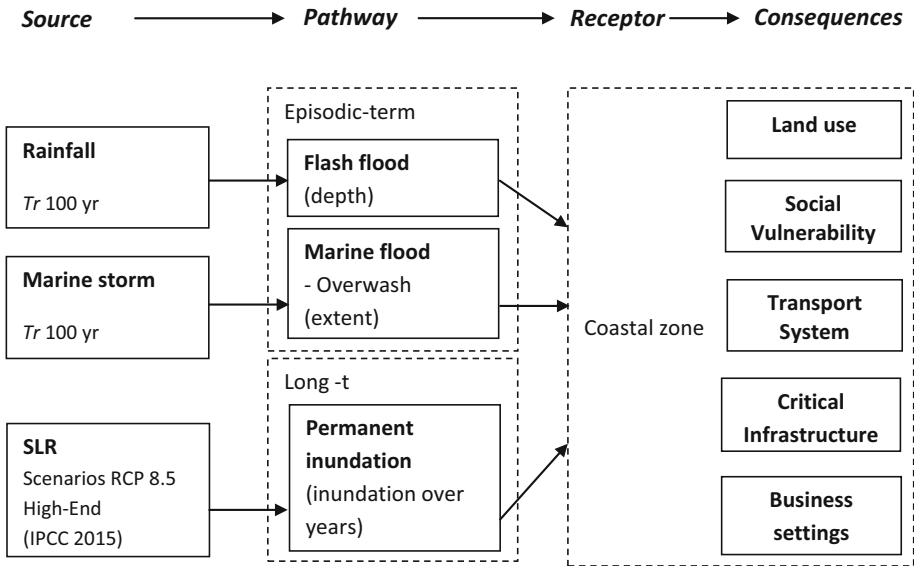 Source Pathway Receptor Consequences
Episodic-term
Rainfall
Tr 100 yr
Flash flood
(depth)
Marine storm
Tr 100 yr
Marine flood
- Overwash
(extent)
Long -t
SLR
Scenarios RCP 8.5
High-End
(IPCC 2015)
Permanent
inundation
(inundation over
years)
Coastal zone
Land use
Social
Vulnerability
Transport
System
Critical
Infrastructure
Business
settings